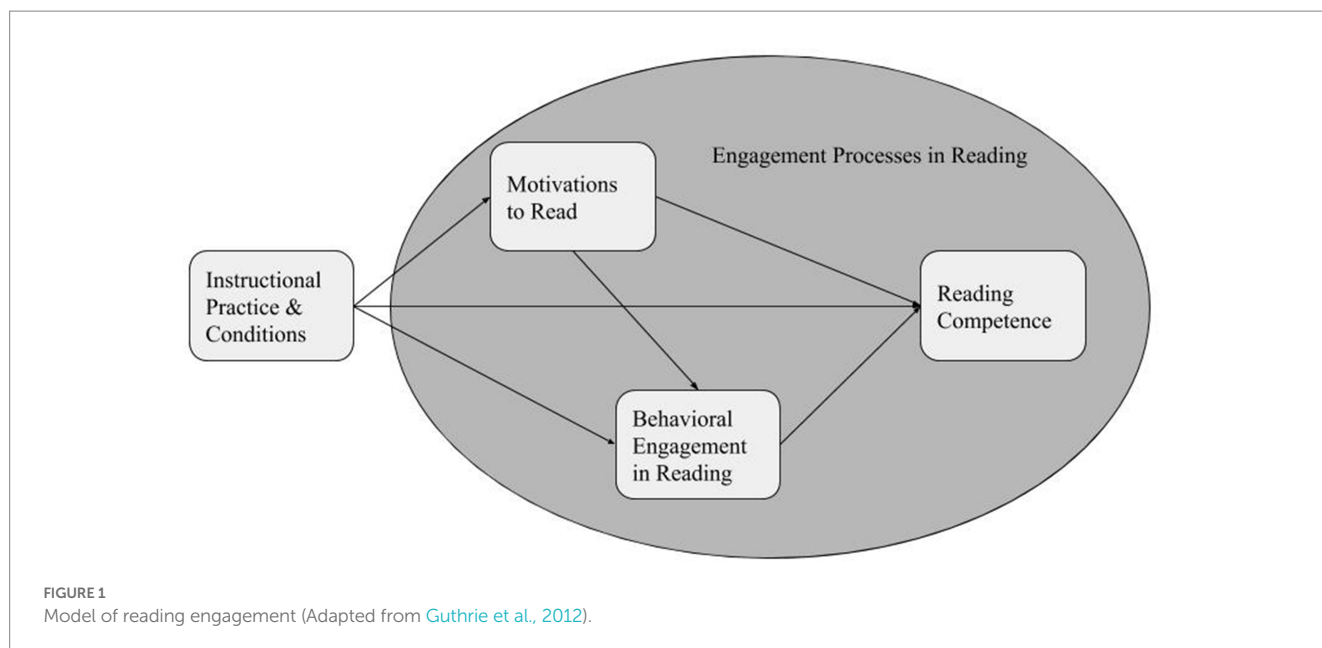 Engagement Processes in Reading
Motivations
to Read
Instructional
Practice &
Conditions
Reading
Competence
Behavioral
Engagement
in Reading
FIGURE 1
Model of reading engagement (Adapted from Guthrie et al., 2012).